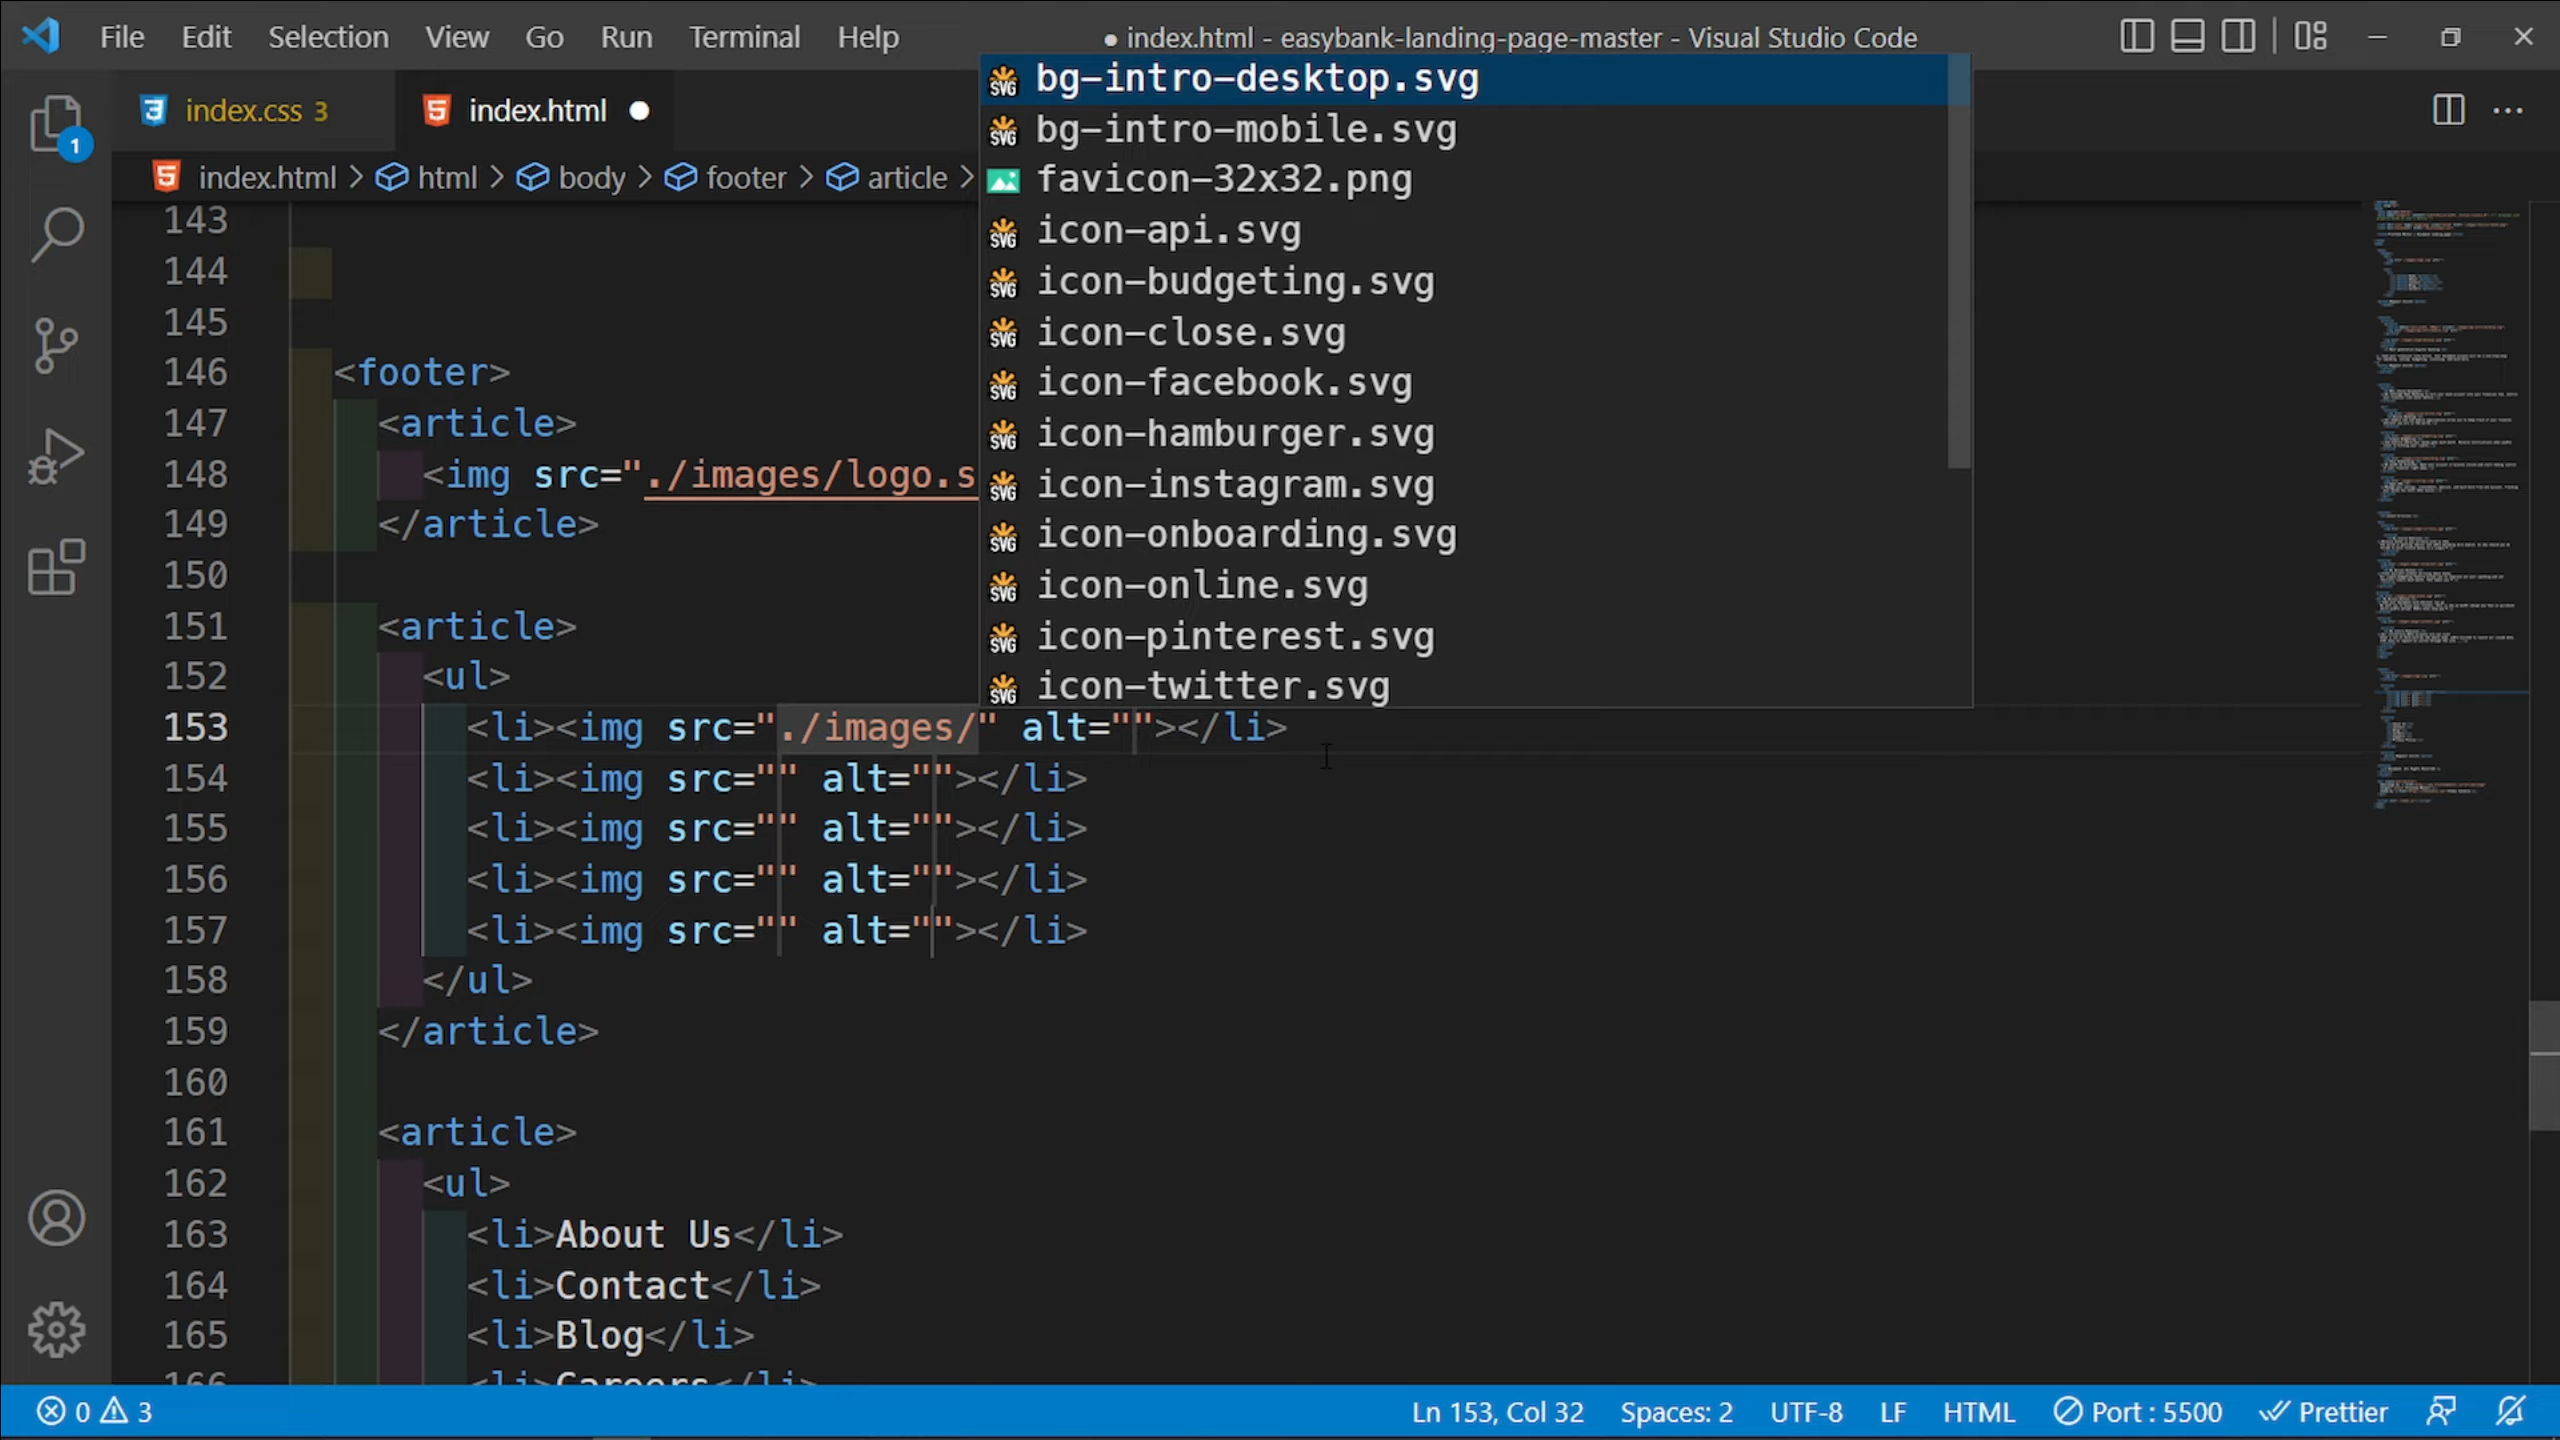 File Edit Selection View Go Run Terminal Help ● index.html - easybank-landing-page-master - Visual Studio Code
index.css 3 index.html ●
index.html > html > body > footer > article >
bg-intro-desktop.svg
bg-intro-mobile.svg
favicon-32x32.png
icon-api.svg
icon-budgeting.svg
icon-close.svg
icon-facebook.svg
icon-hamburger.svg
icon-instagram.svg
icon-onboarding.svg
icon-online.svg
icon-pinterest.svg
icon-twitter.svg
1
143
144
145
146 <footer>
147 <article>
148 <img src="./images/logo.s
149 </article>
150
151 <article>
152 <ul>
153 <li><img src="./images/" alt=""></li>
154 <li><img src="" alt=""></li>
155 <li><img src="" alt=""></li>
156 <li><img src="" alt=""></li>
157 <li><img src="" alt=""></li>
158 </ul>
159 </article>
160
161 <article>
162 <ul>
163 <li>About Us</li>
164 <li>Contact</li>
165 <li>Blog</li>
166 <li>Careers</li>
0 3 Ln 153, Col 32 Spaces: 2 UTF-8 LF HTML Port : 5500 Prettier